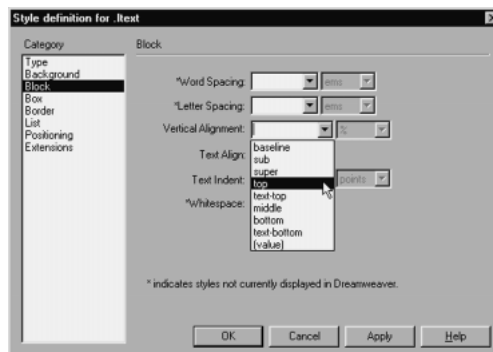 Style definition for .ltext
Category
Block
Type
Background
Block
Box
Border
List
Positioning
Extensions
*Word Spacing:
ems
*Letter Spacing:
ems
Vertical Alignment:
%
Text Align:
Text Indent:
points
*Whitespace:
baseline
sub
super
top
text-top
middle
bottom
text-bottom
(value)
* indicates styles not currently displayed in Dreamweaver.
OK
Cancel
Apply
Help